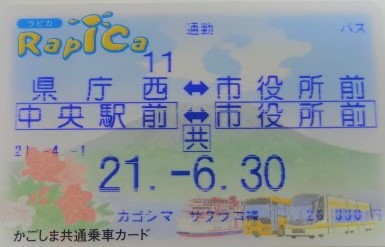 ラピカ
RapiCa
通勤 バス
11
県庁西⇔市役所前
中央駅前⇔市役所前
共
21.-4.-1
21.-6.30
カゴシマ
かごしま共通乗車カード